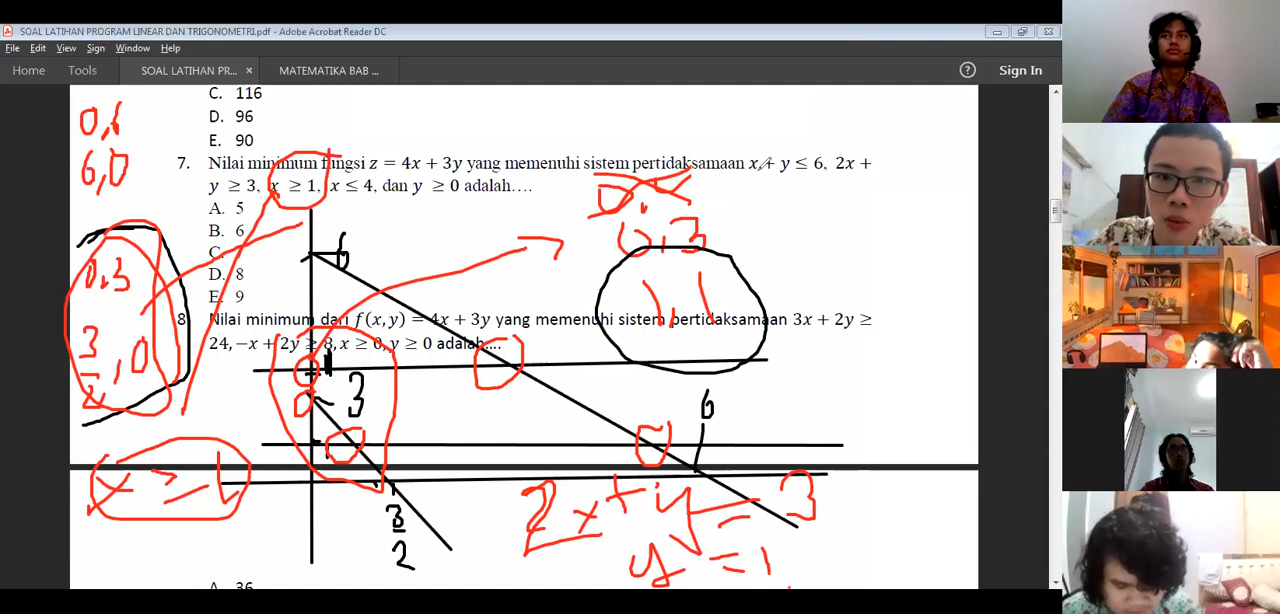 SOAL LATIHAN PROGRAM LINEAR DAN TRIGONOMETRI.pdf - Adobe Acrobat Reader DC
File Edit View Sign Window Help
Home Tools SOAL LATIHAN PR... × MATEMATIKA BAB ... ? Sign In
C. 116
D. 96
E. 90
7. Nilai minimum fungsi z = 4x + 3y yang memenuhi sistem pertidaksamaan x + y ≤ 6, 2x +
y ≥ 3, x ≥ 1, x ≤ 4, dan y ≥ 0 adalah....
A. 5
B. 6
C.
D. 8
E. 9
8 Nilai minimum dari f(x, y) = 4x + 3y yang memenuhi sistem pertidaksamaan 3x + 2y ≥
24, −x + 2y ≥ 8, x ≥ 0, y ≥ 0 adalah....
A. 36
0,6
6,0
0,3
3/2, 0
6
0,3
1,1
3
6
3/2
x ≥ 1
2x + y = 3
y = 1